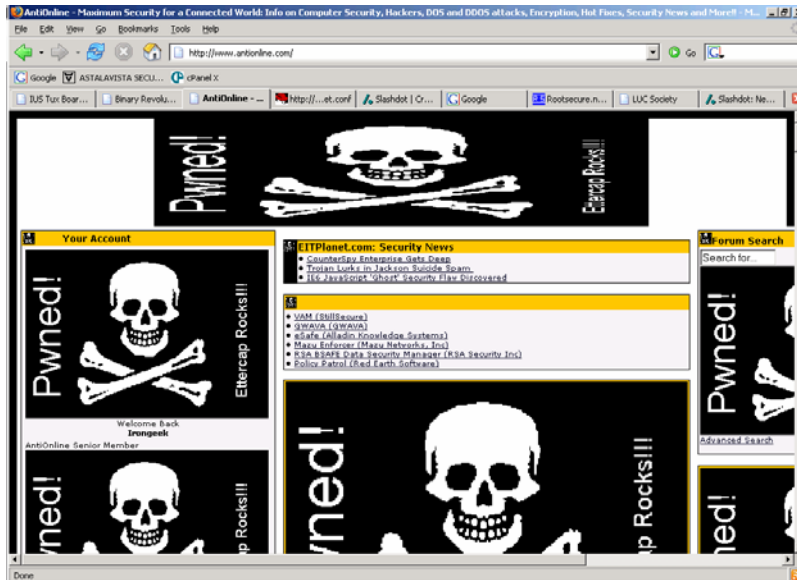 AntiOnline - Maximum Security for a Connected World: Info on Computer Security, Hackers, DOS and DDOS attacks, Encryption, Hot Fixes, Security News and More!! - M...
File Edit View Go Bookmarks Tools Help
http://www.antionline.com/
Go
Google ASTALAVISTA SECU... cPanel X
IUS Tux Boar... Binary Revolu... AntiOnline - ... http://...et.conf Slashdot | Cr... Google Rootsecure.n... LUC Society Slashdot: Ne...
Pwned!
Ettercap Rocks!!!
Your Account
Pwned!
Ettercap Rocks!!!
Welcome Back
Irongeek
AntiOnline Senior Member
Pwned!
Ettercap Rocks!!!
EITPlanet.com: Security News
CounterSpy Enterprise Gets Deep
Trojan Lurks in Jackson Suicide Spam
IE6 JavaScript 'Ghost' Security Flaw Discovered
VAM (StillSecure)
GWAVA (GWAVA)
eSafe (Alladin Knowledge Systems)
Mazu Enforcer (Mazu Networks, Inc)
RSA BSAFE Data Security Manager (RSA Security Inc)
Policy Patrol (Red Earth Software)
wned!
p Rocks!!!
Forum Search
Search for...
Pwned!
Advanced Search
ed!
Done